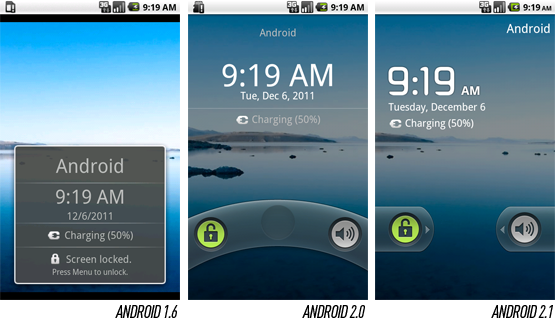 9:19 AM
Android
9:19 AM
12/6/2011
Charging (50%)
Screen locked.
Press Menu to unlock.
ANDROID 1.6
3G
9:19 AM
Android
9:19 AM
Tue, Dec 6, 2011
Charging (50%)
ANDROID 2.0
3G
9:19 AM
Android
9:19 AM
Tuesday, December 6
Charging (50%)
ANDROID 2.1